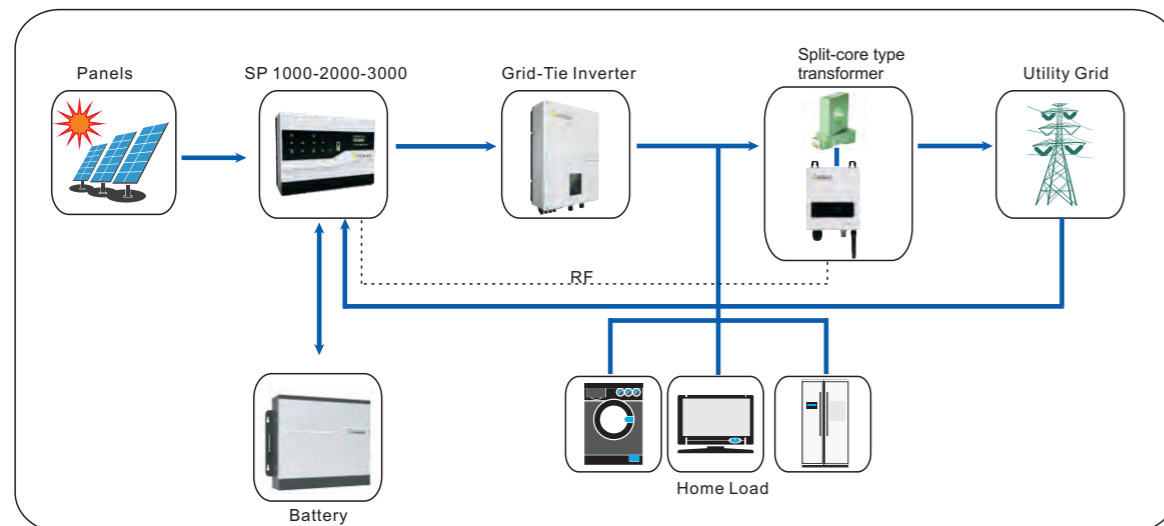 Panels
SP 1000-2000-3000
Grid-Tie Inverter
Split-core type
transformer
Utility Grid
RF
Battery
Home Load